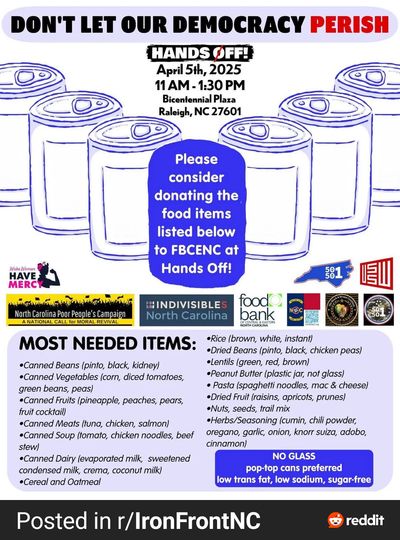 DON'T LET OUR DEMOCRACY PERISH
HANDS OFF!
April 5th, 2025
11 AM - 1:30 PM
Bicentennial Plaza
Raleigh, NC 27601
Please
consider
donating the
food items
listed below
to FBCENC at
Hands Off!
HAVE
MERCY
50
501
North Carolina Poor People's Campaign
A NATIONAL CALL for MORAL REVIVAL
INDIVISIBLE
North Carolina
food
bank
CENTRAL & EASTERN
NORTH CAROLINA
MOST NEEDED ITEMS:
•Canned Beans (pinto, black, kidney)
•Canned Vegetables (corn, diced tomatoes,
green beans, peas)
•Canned Fruits (pineapple, peaches, pears,
fruit cocktail)
•Canned Meats (tuna, chicken, salmon)
•Canned Soup (tomato, chicken noodles, beef
stew)
•Canned Dairy (evaporated milk, sweetened
condensed milk, crema, coconut milk)
•Cereal and Oatmeal
•Rice (brown, white, instant)
•Dried Beans (pinto, black, chicken peas)
•Lentils (green, red, brown)
•Peanut Butter (plastic jar, not glass)
• Pasta (spaghetti noodles, mac & cheese)
•Dried Fruit (raisins, apricots, prunes)
•Nuts, seeds, trail mix
•Herbs/Seasoning (cumin, chili powder,
oregano, garlic, onion, knorr suiza, adobo,
cinnamon)
NO GLASS
pop-top cans preferred
low trans fat, low sodium, sugar-free
Posted in r/IronFrontNC
reddit